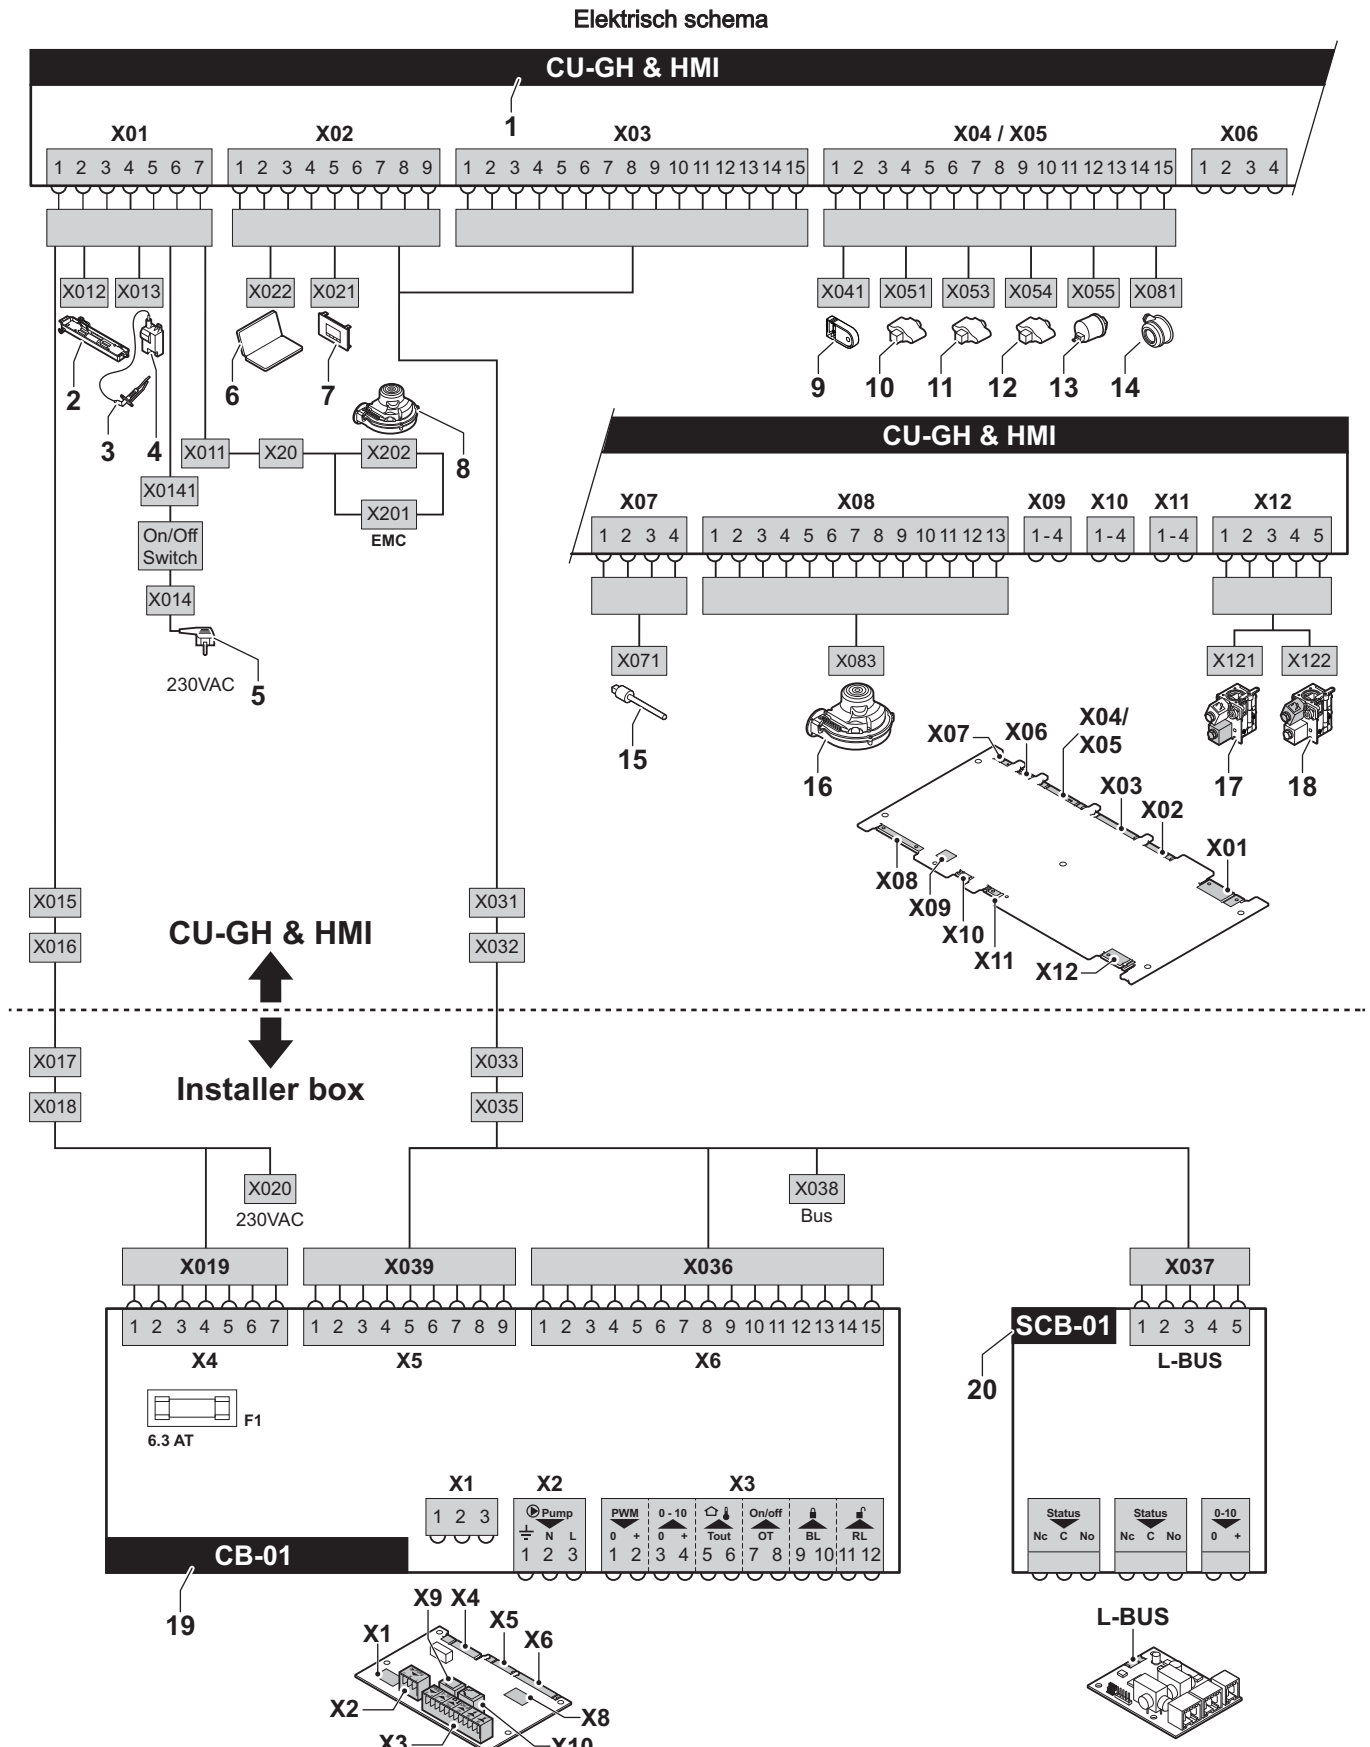 Elektrisch schema
CU-GH & HMI
1
X01 X02 X03 X04 / X05 X06
1 2 3 4 5 6 7
1 2 3 4 5 6 7 8 9
1 2 3 4 5 6 7 8 9 10 11 12 13 14 15
1 2 3 4 5 6 7 8 9 10 11 12 13 14 15
1 2 3 4
X012 X013 X022 X021 X041 X051 X053 X054 X055 X081
2 3 4 6 7 8 9 10 11 12 13 14
X011 X20 X202
X201
EMC
X0141
On/Off
Switch
X014
230VAC 5
CU-GH & HMI
X07 X08 X09 X10 X11 X12
1 2 3 4
1 2 3 4 5 6 7 8 9 10 11 12 13
1 - 4
1 - 4
1 - 4
1 2 3 4 5
X071 X083 X121 X122
15 16 17 18
X07 X06 X04/
X05
X03
X02
X01
X08
X09
X10
X11
X12
X015 X031
X016 X032
CU-GH & HMI
Installer box
X017 X033
X018 X035
X020
230VAC
X038
Bus
X019 X039 X036 X037
1 2 3 4 5 6 7
1 2 3 4 5 6 7 8 9
1 2 3 4 5 6 7 8 9 10 11 12 13 14 15
SCB-01
1 2 3 4 5
X4 X5 X6 L-BUS
20
F1
6.3 AT
X1 X2 X3
1 2 3
Pump
N L
1 2 3
PWM 0 - 10 On/off
0 + 0 + Tout OT BL RL
1 2 3 4 5 6 7 8 9 10 11 12
Status Status 0-10
Nc C No Nc C No 0 +
CB-01
19
X9 X4
X1 X5
X6
X2
X8
X3
X10
L-BUS